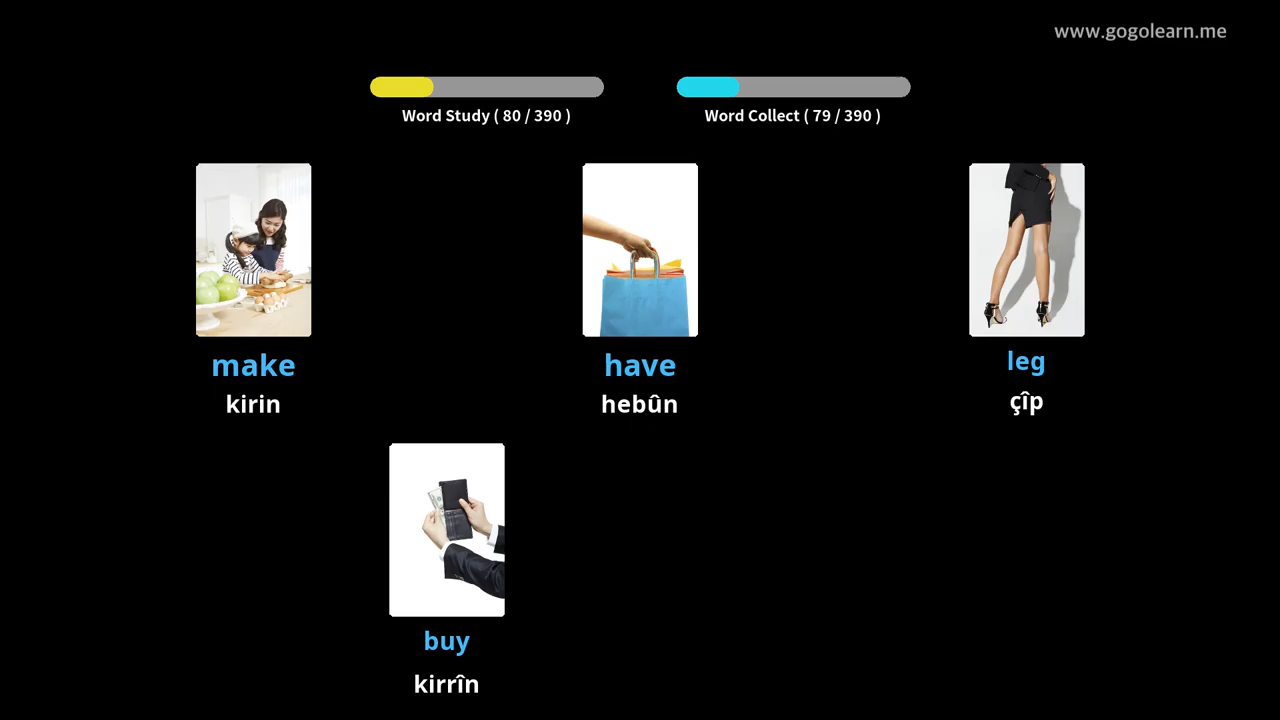 www.gogolearn.me
Word Study ( 80 / 390 )
Word Collect ( 79 / 390 )
make
kirin
have
hebûn
leg
çîp
buy
kirrîn